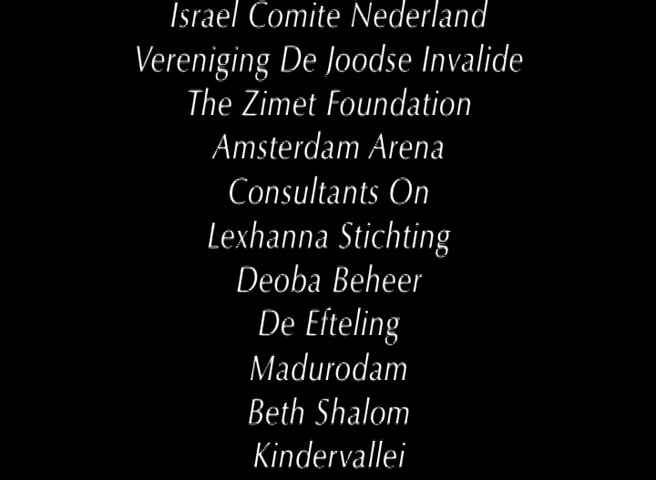 Israel Comite Nederland
Vereniging De Joodse Invalide
The Zimet Foundation
Amsterdam Arena
Consultants On
Lexhanna Stichting
Deoba Beheer
De Efteling
Madurodam
Beth Shalom
Kindervallei